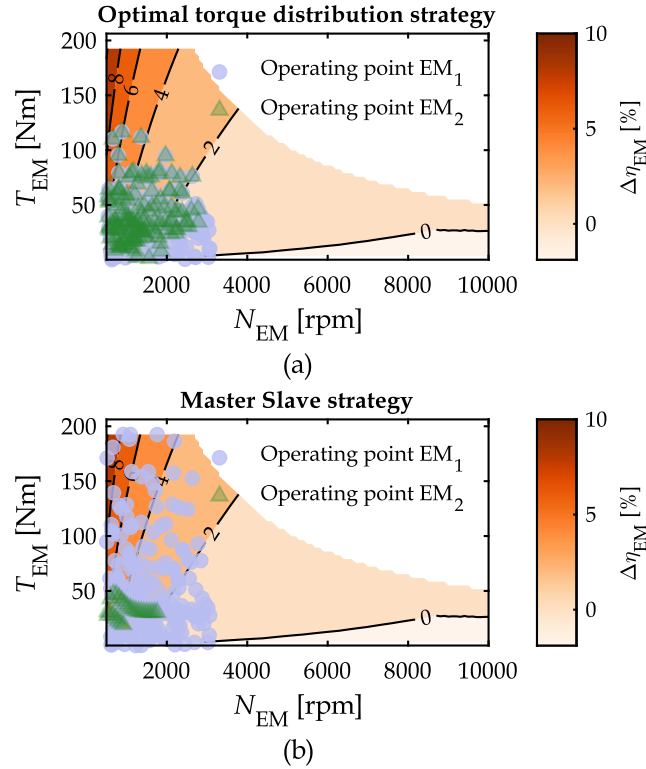 Optimal torque distribution strategy
200
150
100
50
T_EM [Nm]
8
6
4
2
0
Operating point EM_1
Operating point EM_2
2000 4000 6000 8000 10000
N_EM [rpm]
10
5
0
Δη_EM [%]
(a)
Master Slave strategy
200
150
100
50
T_EM [Nm]
8
6
4
2
0
Operating point EM_1
Operating point EM_2
2000 4000 6000 8000 10000
N_EM [rpm]
10
5
0
Δη_EM [%]
(b)